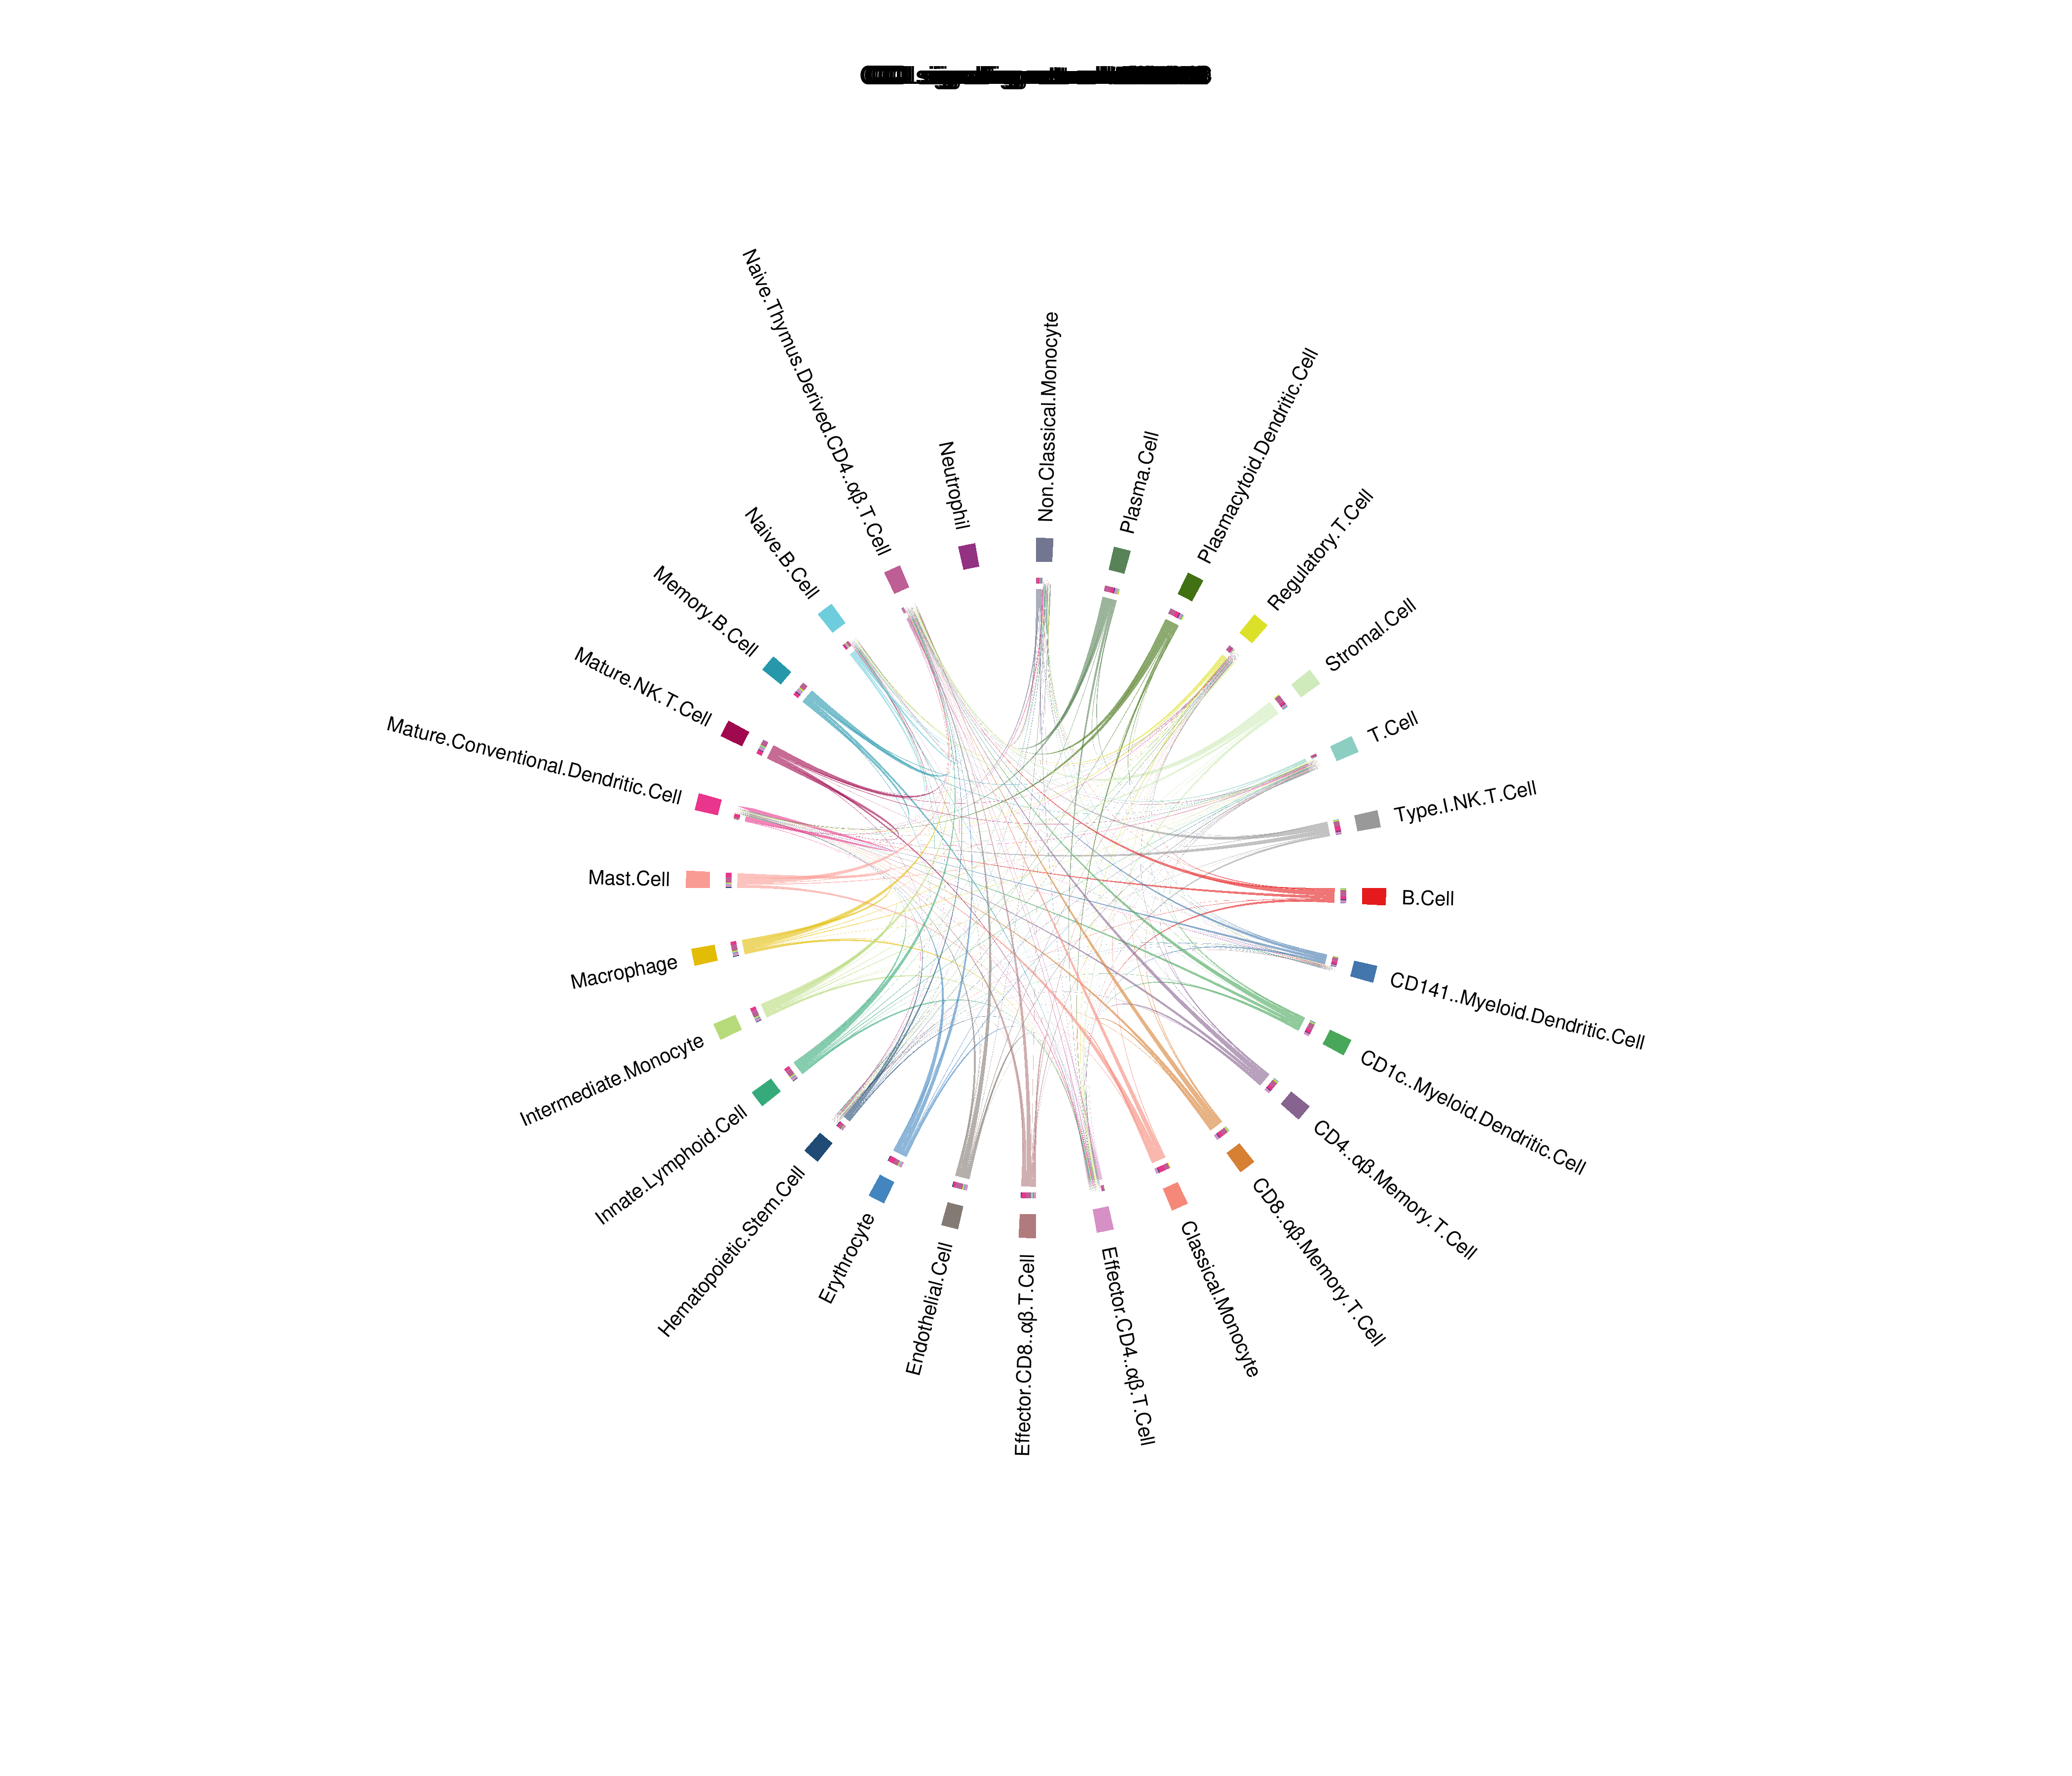 Non.Classical.Monocyte
Plasma.Cell
Plasmacytoid.Dendritic.Cell
Regulatory.T.Cell
Stromal.Cell
T.Cell
Type.I.NK.T.Cell
B.Cell
CD141..Myeloid.Dendritic.Cell
CD1c..Myeloid.Dendritic.Cell
CD4..αβ.Memory.T.Cell
CD8..αβ.Memory.T.Cell
Classical.Monocyte
Effector.CD4..αβ.T.Cell
Effector.CD8..αβ.T.Cell
Endothelial.Cell
Erythrocyte
Hematopoietic.Stem.Cell
Innate.Lymphoid.Cell
Intermediate.Monocyte
Macrophage
Mast.Cell
Mature.Conventional.Dendritic.Cell
Mature.NK.T.Cell
Memory.B.Cell
Naive.B.Cell
Naive.Thymus.Derived.CD4..αβ.T.Cell
Neutrophil